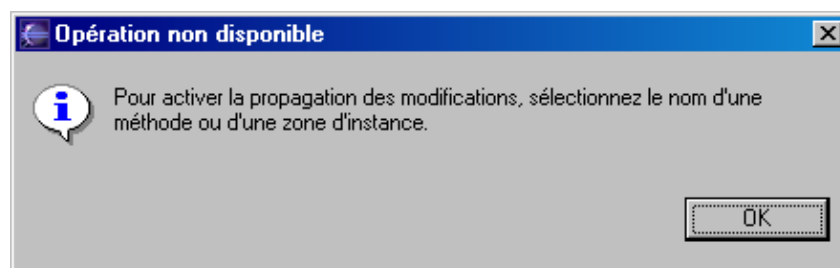 Opération non disponible
Pour activer la propagation des modifications, sélectionnez le nom d'une
méthode ou d'une zone d'instance.
OK